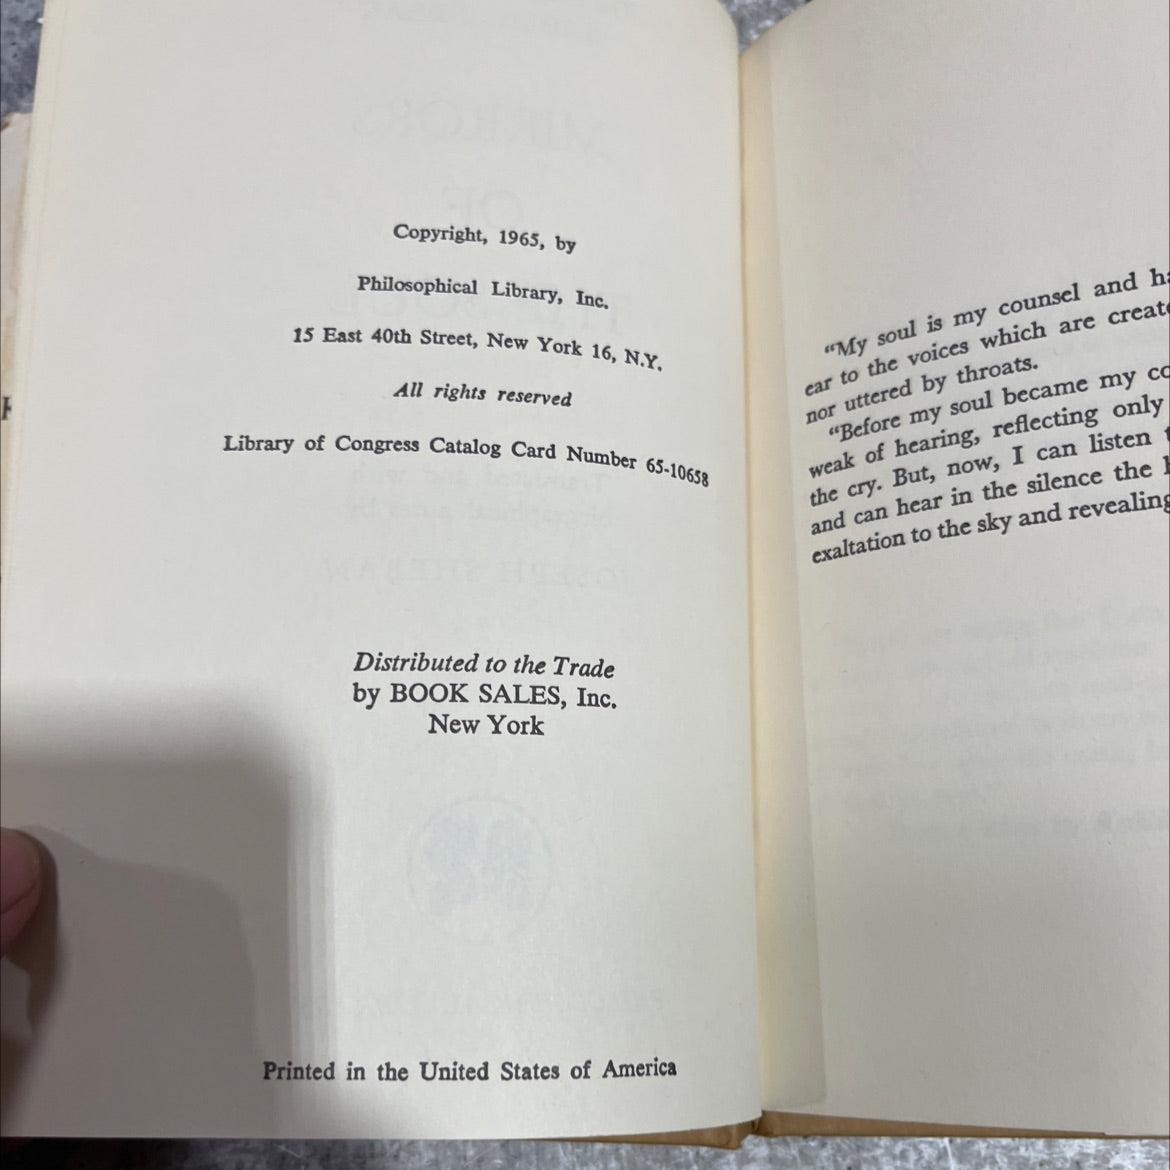 Copyright, 1965, by
Philosophical Library, Inc.
15 East 40th Street, New York 16, N.Y.
All rights reserved
Library of Congress Catalog Card Number 65-10658
Distributed to the Trade
by BOOK SALES, Inc.
New York
Printed in the United States of America
“My soul is my counsel and
ear to the voices which are
nor uttered by throats.
“Before my soul became my
weak of hearing, reflecting only
the cry. But, now, I can listen
and can hear in the silence the
exaltation to the sky and revealing